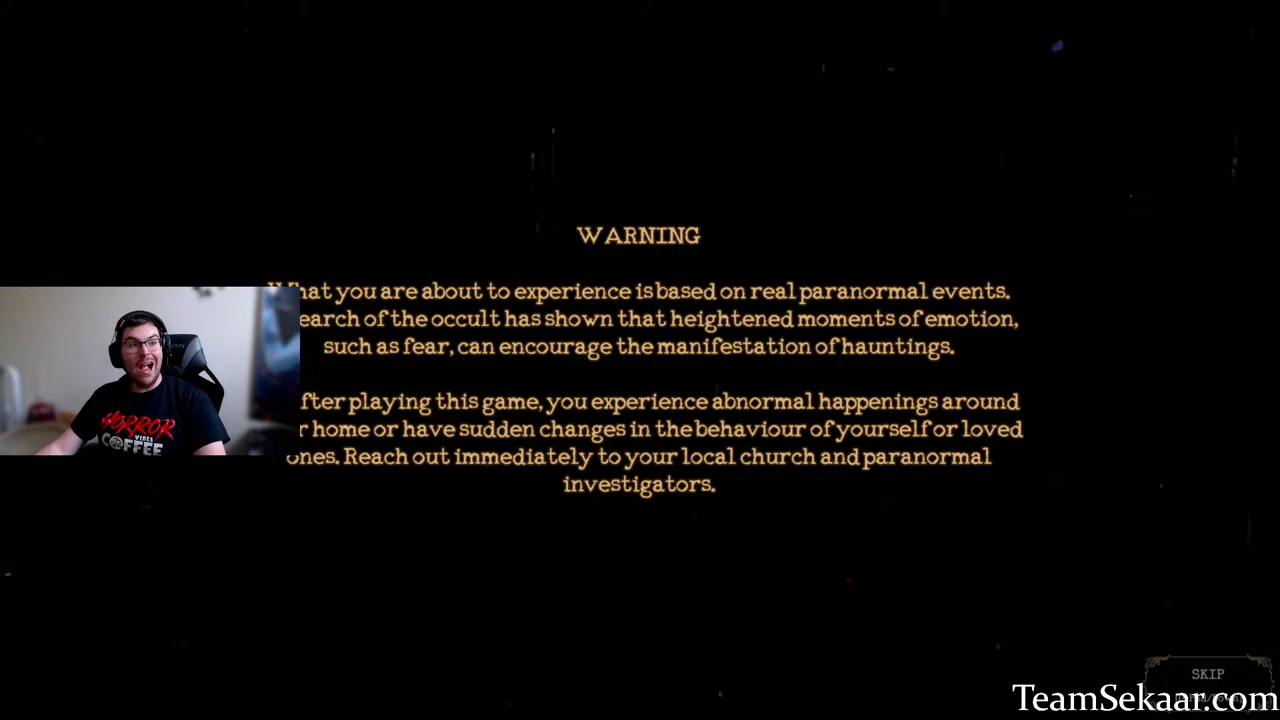 WARNING
What you are about to experience is based on real paranormal events.
earch of the occult has shown that heightened moments of emotion,
such as fear, can encourage the manifestation of hauntings.
fter playing this game, you experience abnormal happenings around
r home or have sudden changes in the behaviour of yourself or loved
ones. Reach out immediately to your local church and paranormal
investigators.
HORROR
VIBES
COFFEE
SKIP
TeamSekaar.com